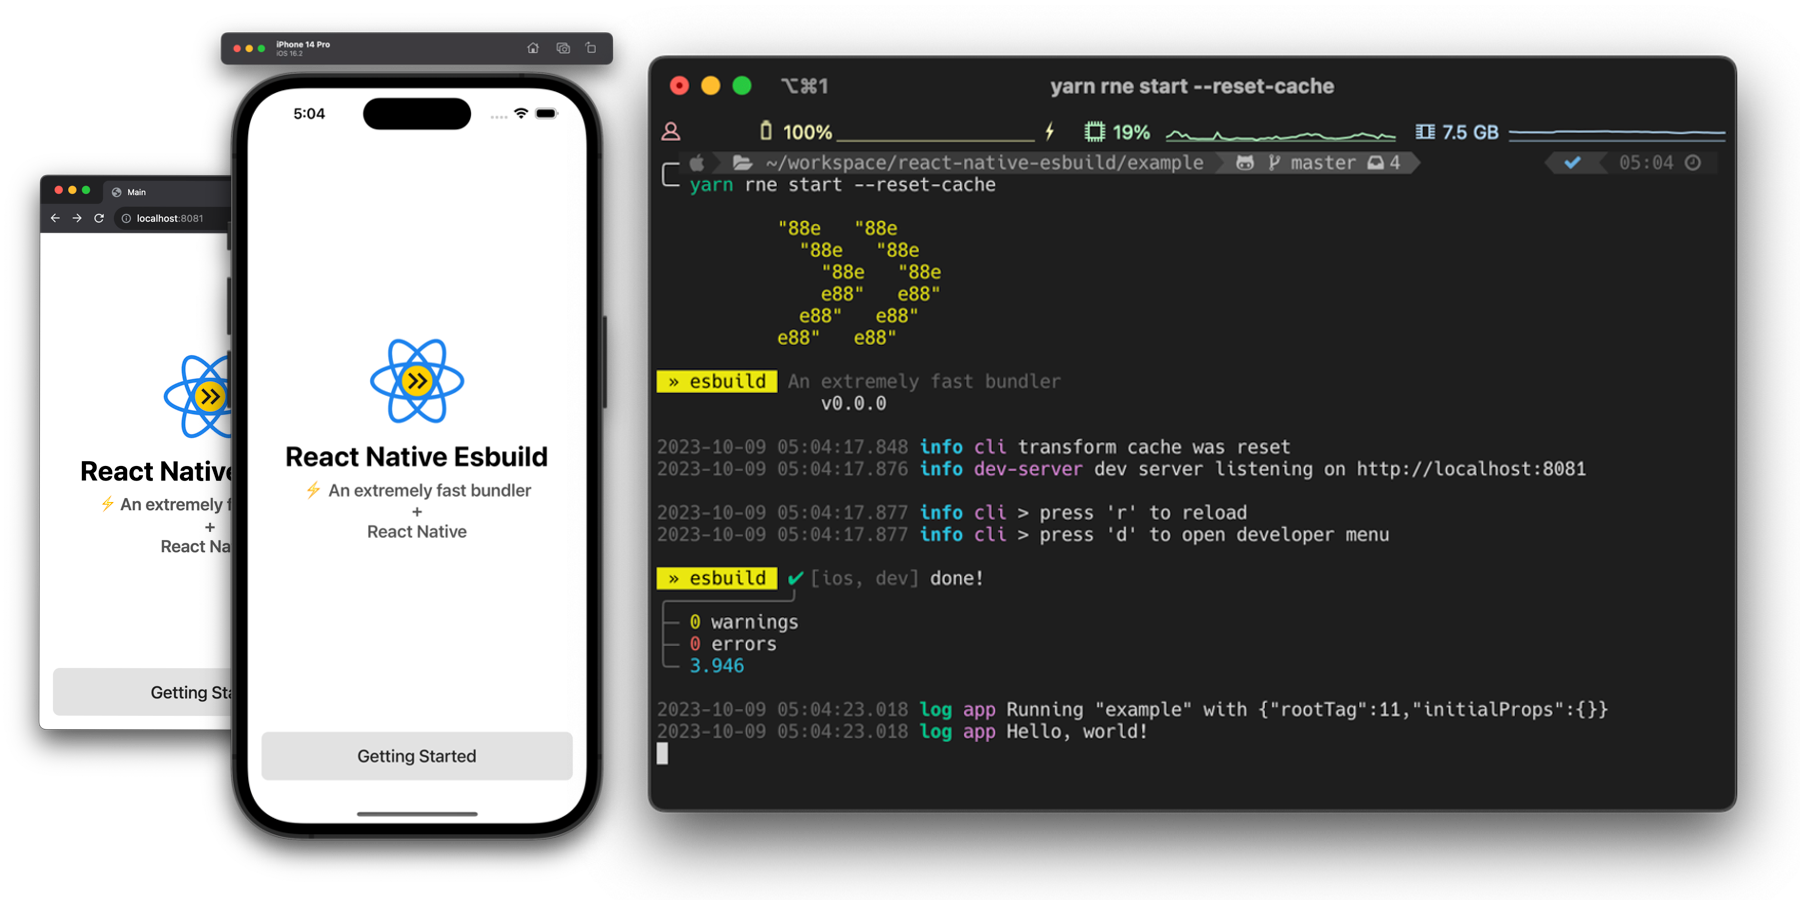 iPhone 14 Pro
iOS 16.2
5:04
React Native Esbuild
⚡ An extremely fast bundler
+
React Native
Getting Started
Main
localhost:8081
React Native
⚡ An extremely
+
React
Getting
⌥⌘1
yarn rne start --reset-cache
100%
19%
7.5 GB
~/workspace/react-native-esbuild/example master 4
05:04
yarn rne start --reset-cache
"88e "88e
"88e "88e
"88e "88e
e88" e88"
e88" e88"
e88" e88"
» esbuild An extremely fast bundler
v0.0.0
2023-10-09 05:04:17.848 info cli transform cache was reset
2023-10-09 05:04:17.876 info dev-server dev server listening on http://localhost:8081
2023-10-09 05:04:17.877 info cli > press 'r' to reload
2023-10-09 05:04:17.877 info cli > press 'd' to open developer menu
» esbuild ✔ [ios, dev] done!
0 warnings
0 errors
3.946
2023-10-09 05:04:23.018 log app Running "example" with {"rootTag":11,"initialProps":{}}
2023-10-09 05:04:23.018 log app Hello, world!